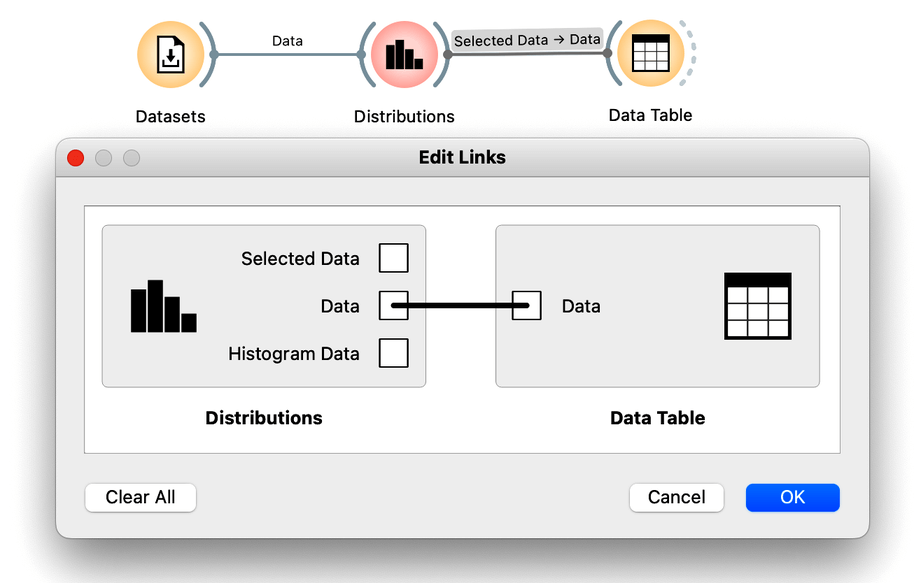 Data
Selected Data → Data
Datasets
Distributions
Data Table
Edit Links
Selected Data
Data
Data
Histogram Data
Distributions
Data Table
Clear All
Cancel
OK